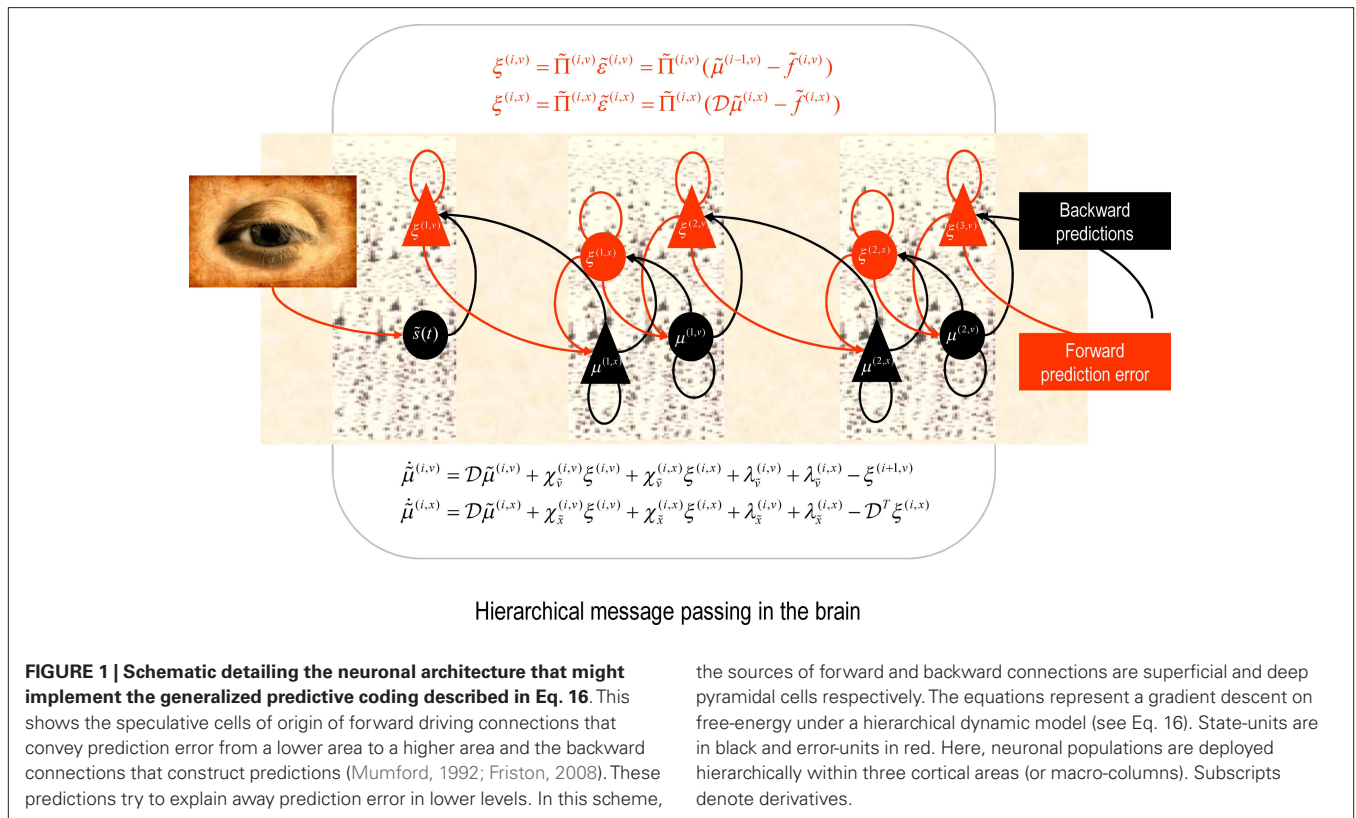 ξ^(i,v) = Π̃^(i,v) ε̃^(i,v) = Π̃^(i,v) (μ̃^(i−1,v) − f̃^(i,v))
ξ^(i,x) = Π̃^(i,x) ε̃^(i,x) = Π̃^(i,x) (𝒟μ̃^(i,x) − f̃^(i,x))
ξ^(1,v)
s̃(t)
ξ^(1,x)
ξ^(2,v)
μ^(1,x)
μ^(1,v)
ξ^(2,x)
ξ^(3,v)
μ^(2,x)
μ^(2,v)
Backward
predictions
Forward
prediction error
μ̃̇^(i,v) = 𝒟μ̃^(i,v) + χ_ṽ^(i,v) ξ^(i,v) + χ_ṽ^(i,x) ξ^(i,x) + λ_ṽ^(i,v) + λ_ṽ^(i,x) − ξ^(i+1,v)
μ̃̇^(i,x) = 𝒟μ̃^(i,x) + χ_x̃^(i,v) ξ^(i,v) + χ_x̃^(i,x) ξ^(i,x) + λ_x̃^(i,v) + λ_x̃^(i,x) − 𝒟^T ξ^(i,x)
Hierarchical message passing in the brain
FIGURE 1 | Schematic detailing the neuronal architecture that might
implement the generalized predictive coding described in Eq. 16. This
shows the speculative cells of origin of forward driving connections that
convey prediction error from a lower area to a higher area and the backward
connections that construct predictions (Mumford, 1992; Friston, 2008). These
predictions try to explain away prediction error in lower levels. In this scheme,
the sources of forward and backward connections are superficial and deep
pyramidal cells respectively. The equations represent a gradient descent on
free-energy under a hierarchical dynamic model (see Eq. 16). State-units are
in black and error-units in red. Here, neuronal populations are deployed
hierarchically within three cortical areas (or macro-columns). Subscripts
denote derivatives.